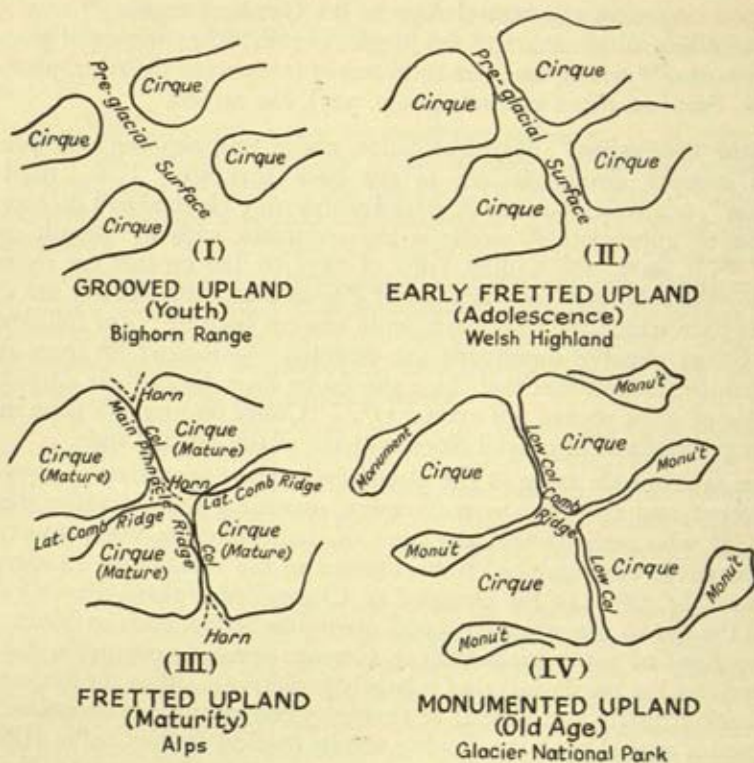 Cirque
Pre-glacial
Surface
Cirque
Cirque
Cirque
(I)
GROOVED UPLAND
(Youth)
Bighorn Range
Cirque
Pre-glacial
Surface
Cirque
Cirque
Cirque
(II)
EARLY FRETTED UPLAND
(Adolescence)
Welsh Highland
Horn
Col
Main Pinnacle
Ridge
Cirque
(Mature)
Cirque
(Mature)
Horn
Lat. Comb Ridge
Lat. Comb Ridge
Cirque
(Mature)
Col
Cirque
(Mature)
Horn
(III)
FRETTED UPLAND
(Maturity)
Alps
Monu't
Monument
Cirque
Low Col
Cirque
Monu't
Comb
Ridge
Monu't
Cirque
Low Col
Cirque
Monu't
Monu't
(IV)
MONUMENTED UPLAND
(Old Age)
Glacier National Park